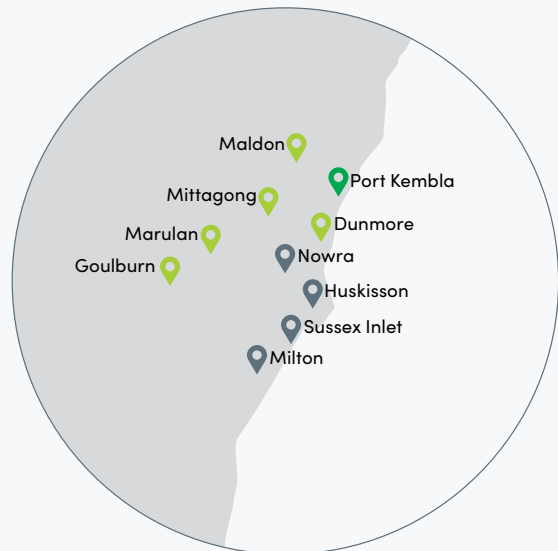 Maldon
Port Kembla
Mittagong
Dunmore
Marulan
Nowra
Goulburn
Huskisson
Sussex Inlet
Milton